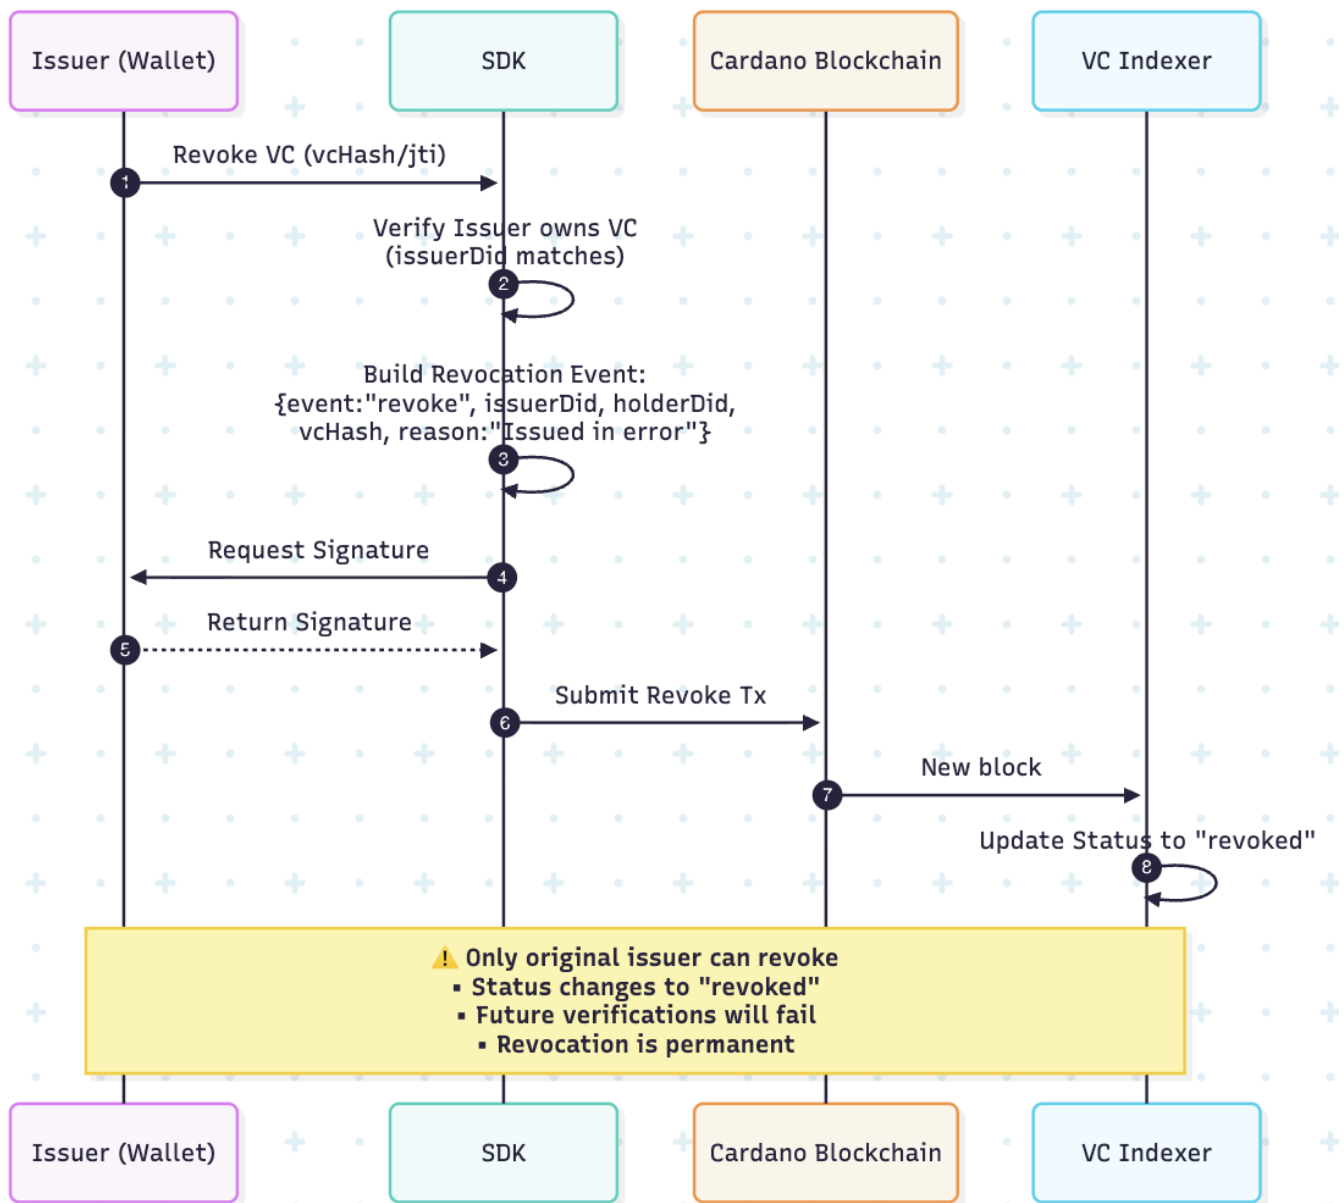 Issuer (Wallet)
SDK
Cardano Blockchain
VC Indexer
Revoke VC (vcHash/jti)
1
Verify Issuer owns VC
(issuerDid matches)
2
Build Revocation Event:
{event:"revoke", issuerDid, holderDid,
vcHash, reason:"Issued in error"}
3
Request Signature
4
Return Signature
5
Submit Revoke Tx
6
New block
7
Update Status to "revoked"
8
⚠️ Only original issuer can revoke
▪ Status changes to "revoked"
▪ Future verifications will fail
▪ Revocation is permanent
Issuer (Wallet)
SDK
Cardano Blockchain
VC Indexer